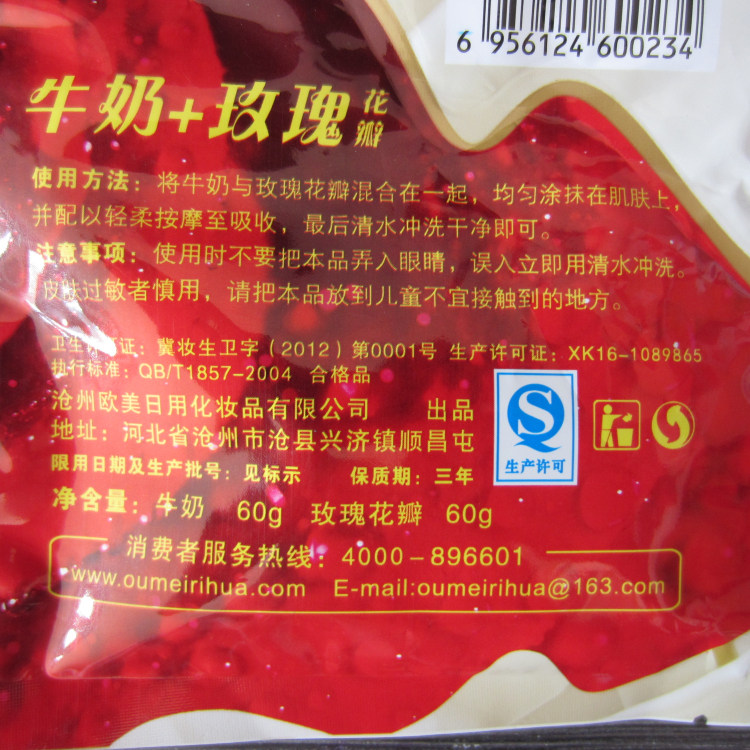 6 956124 600234
牛奶+玫瑰花瓣
使用方法：将牛奶与玫瑰花瓣混合在一起，均匀涂抹在肌肤上，
并配以轻柔按摩至吸收，最后清水冲洗干净即可。
注意事项：使用时不要把本品弄入眼睛，误入立即用清水冲洗。
皮肤过敏者慎用，请把本品放到儿童不宜接触到的地方。
卫生许可证：冀妆生卫字（2012）第0001号 生产许可证：XK16-1089865
执行标准：QB/T1857-2004 合格品
沧州欧美日用化妆品有限公司 出品
地址：河北省沧州市沧县兴济镇顺昌屯
生产许可
限用日期及生产批号：见标示 保质期：三年
净含量：牛奶 60g 玫瑰花瓣 60g
消费者服务热线：4000-896601
www.oumeirihua.com E-mail:oumeirihua@163.com